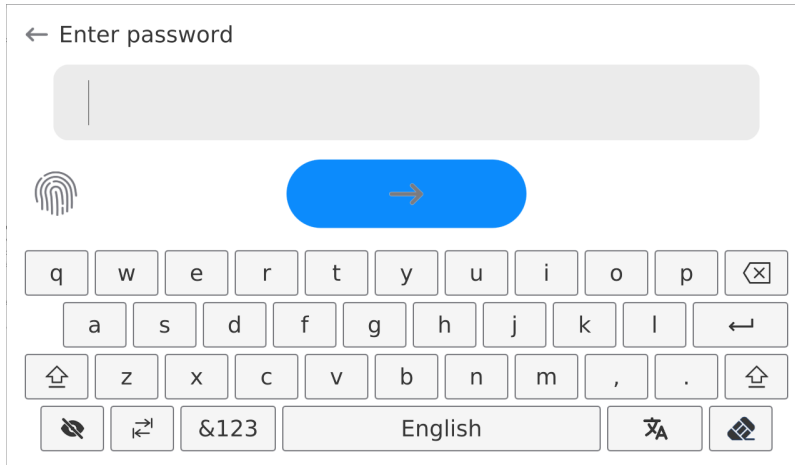 Enter password
q w e r t y u i o p
a s d f g h j k l
z x c v b n m , .
&123 English